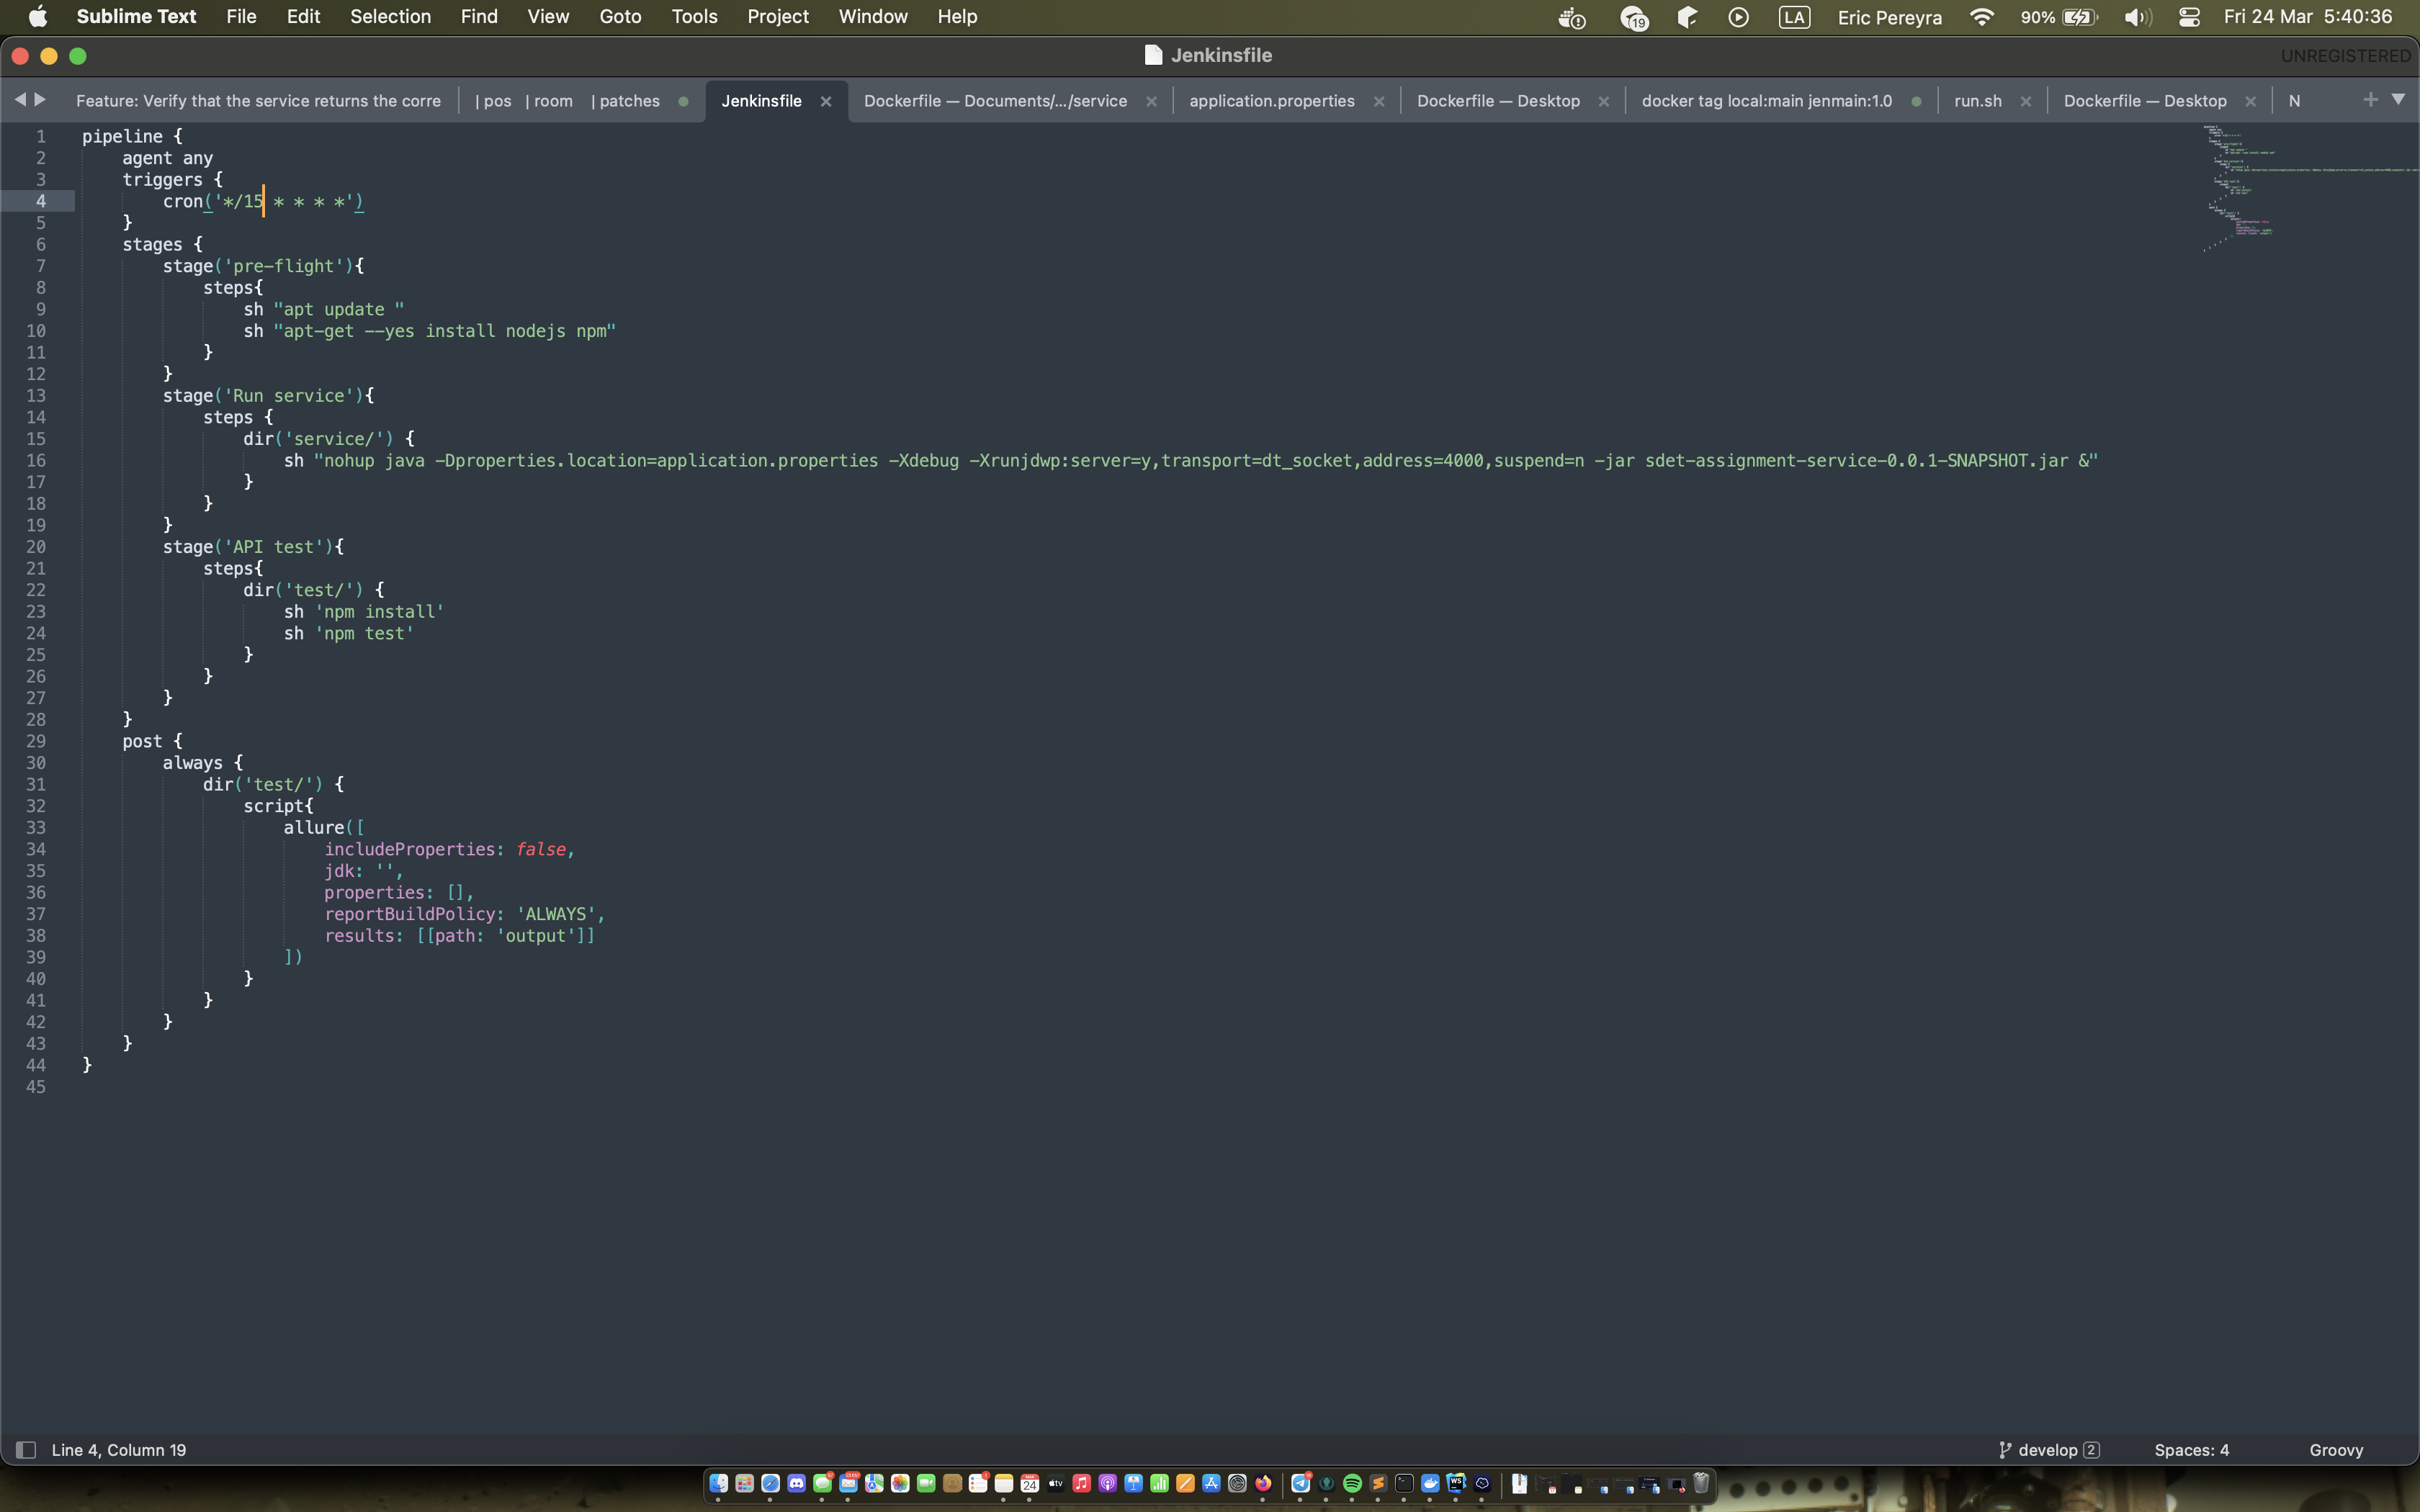 Sublime Text File Edit Selection Find View Goto Tools Project Window Help 19 LA Eric Pereyra 90% Fri 24 Mar 5:40:36
Jenkinsfile UNREGISTERED
Feature: Verify that the service returns the corre | pos | room | patches Jenkinsfile Dockerfile — Documents/.../service application.properties Dockerfile — Desktop docker tag local:main jenmain:1.0 run.sh Dockerfile — Desktop N
1 pipeline {
2     agent any
3     triggers {
4         cron('*/15 * * * *')
5     }
6     stages {
7         stage('pre-flight'){
8             steps{
9                 sh "apt update "
10                 sh "apt-get --yes install nodejs npm"
11             }
12         }
13         stage('Run service'){
14             steps {
15                 dir('service/') {
16                     sh "nohup java -Dproperties.location=application.properties -Xdebug -Xrunjdwp:server=y,transport=dt_socket,address=4000,suspend=n -jar sdet-assignment-service-0.0.1-SNAPSHOT.jar &"
17                 }
18             }
19         }
20         stage('API test'){
21             steps{
22                 dir('test/') {
23                     sh 'npm install'
24                     sh 'npm test'
25                 }
26             }
27         }
28     }
29     post {
30         always {
31             dir('test/') {
32                 script{
33                     allure([
34                         includeProperties: false,
35                         jdk: '',
36                         properties: [],
37                         reportBuildPolicy: 'ALWAYS',
38                         results: [[path: 'output']]
39                     ])
40                 }
41             }
42         }
43     }
44 }
45
Line 4, Column 19 develop 2 Spaces: 4 Groovy
24 tv WS